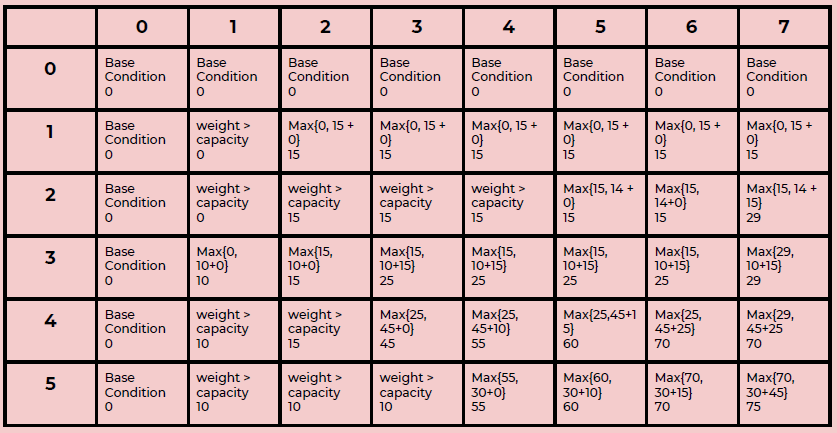 0
1
2
3
4
5
6
7
0
Base
Condition
0
Base
Condition
0
Base
Condition
0
Base
Condition
0
Base
Condition
0
Base
Condition
0
Base
Condition
0
Base
Condition
0
1
Base
Condition
0
weight >
capacity
0
Max{0, 15 +
0}
15
Max{0, 15 +
0}
15
Max{0, 15 +
0}
15
Max{0, 15 +
0}
15
Max{0, 15 +
0}
15
Max{0, 15 +
0}
15
2
Base
Condition
0
weight >
capacity
0
weight >
capacity
15
weight >
capacity
15
weight >
capacity
15
Max{15, 14 +
0}
15
Max{15,
14+0}
15
Max{15, 14 +
15}
29
3
Base
Condition
0
Max{0,
10+0}
10
Max{15,
10+0}
15
Max{15,
10+15}
25
Max{15,
10+15}
25
Max{15,
10+15}
25
Max{15,
10+15}
25
Max{29,
10+15}
29
4
Base
Condition
0
weight >
capacity
10
weight >
capacity
15
Max{25,
45+0}
45
Max{25,
45+10}
55
Max{25,45+1
5}
60
Max{25,
45+25}
70
Max{29,
45+25
70
5
Base
Condition
0
weight >
capacity
10
weight >
capacity
10
weight >
capacity
10
Max{55,
30+0}
55
Max{60,
30+10}
60
Max{70,
30+15}
70
Max{70,
30+45}
75